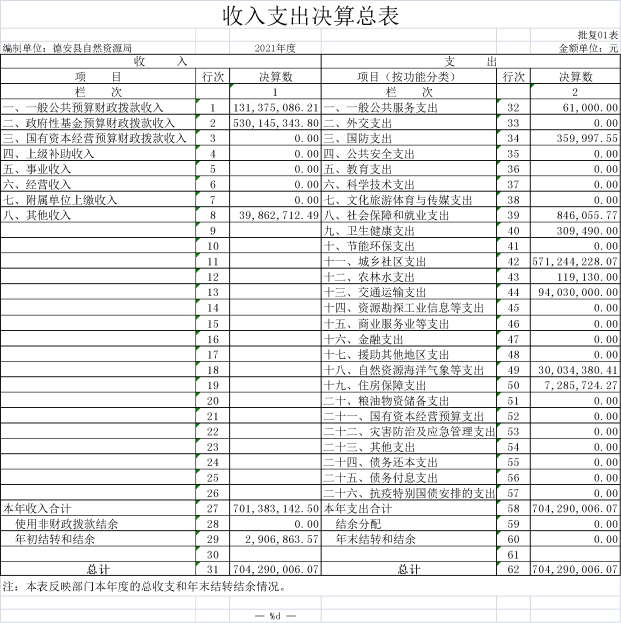 收入支出决算总表
批复01表
编制单位：德安县自然资源局 2021年度 金额单位：元
收 入 支 出
项 目 行次 决算数 项目（按功能分类） 行次 决算数
栏 次 1 栏 次 2
一、一般公共预算财政拨款收入 1 131,375,086.21 一、一般公共服务支出 32 61,000.00
二、政府性基金预算财政拨款收入 2 530,145,343.80 二、外交支出 33 0.00
三、国有资本经营预算财政拨款收入 3 0.00 三、国防支出 34 359,997.55
四、上级补助收入 4 0.00 四、公共安全支出 35 0.00
五、事业收入 5 0.00 五、教育支出 36 0.00
六、经营收入 6 0.00 六、科学技术支出 37 0.00
七、附属单位上缴收入 7 0.00 七、文化旅游体育与传媒支出 38 0.00
八、其他收入 8 39,862,712.49 八、社会保障和就业支出 39 846,055.77
9 九、卫生健康支出 40 309,490.00
10 十、节能环保支出 41 0.00
11 十一、城乡社区支出 42 571,244,228.07
12 十二、农林水支出 43 119,130.00
13 十三、交通运输支出 44 94,030,000.00
14 十四、资源勘探工业信息等支出 45 0.00
15 十五、商业服务业等支出 46 0.00
16 十六、金融支出 47 0.00
17 十七、援助其他地区支出 48 0.00
18 十八、自然资源海洋气象等支出 49 30,034,380.41
19 十九、住房保障支出 50 7,285,724.27
20 二十、粮油物资储备支出 51 0.00
21 二十一、国有资本经营预算支出 52 0.00
22 二十二、灾害防治及应急管理支出 53 0.00
23 二十三、其他支出 54 0.00
24 二十四、债务还本支出 55 0.00
25 二十五、债务付息支出 56 0.00
26 二十六、抗疫特别国债安排的支出 57 0.00
本年收入合计 27 701,383,142.50 本年支出合计 58 704,290,006.07
使用非财政拨款结余 28 0.00 结余分配 59 0.00
年初结转和结余 29 2,906,863.57 年末结转和结余 60 0.00
30 61
总计 31 704,290,006.07 总计 62 704,290,006.07
注：本表反映部门本年度的总收支和年末结转结余情况。
— %d —